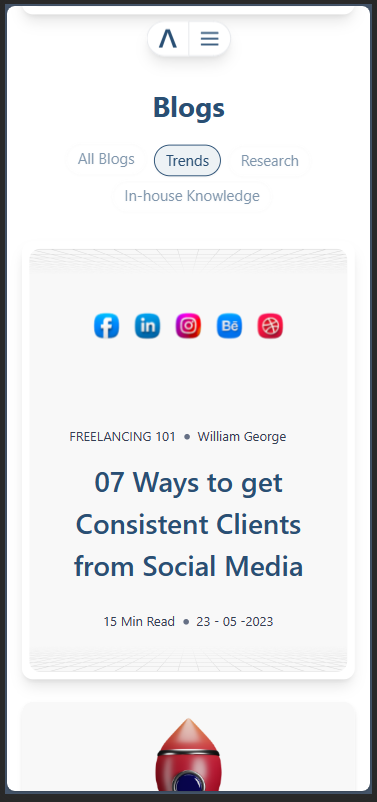 Blogs
All Blogs Trends Research
In-house Knowledge
f in Bē
FREELANCING 101 • William George
07 Ways to get
Consistent Clients
from Social Media
15 Min Read • 23 - 05 -2023